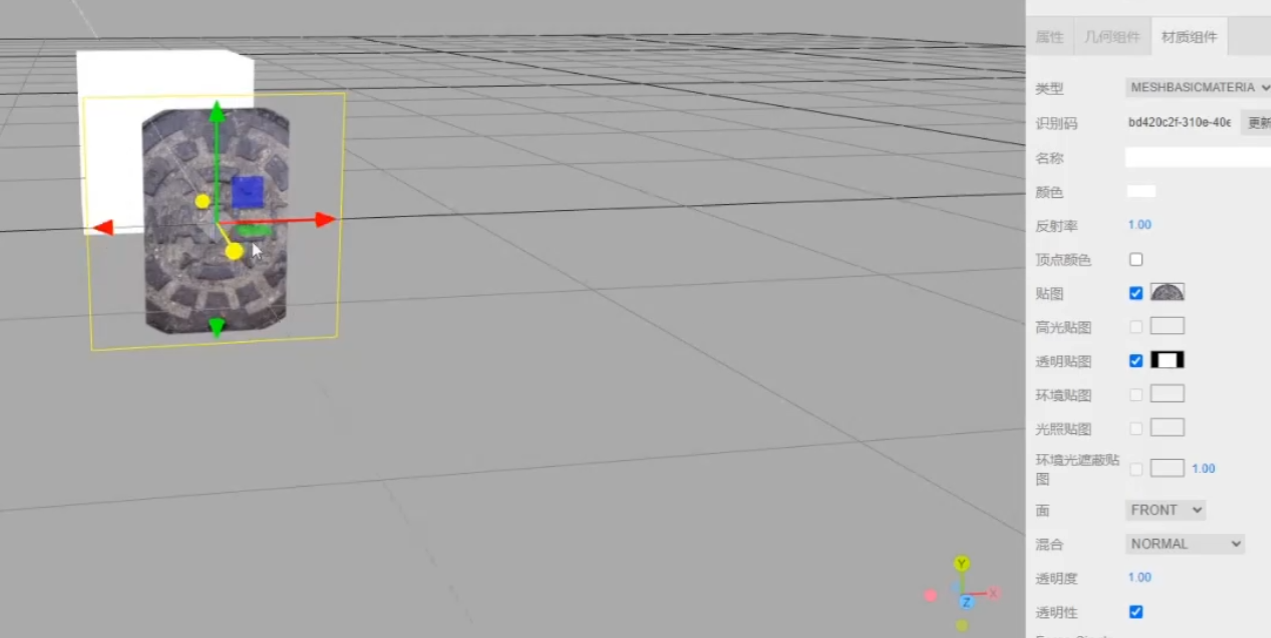 属性 几何组件 材质组件
类型 MESHBASICMATERIA
识别码 bd420c2f-310e-40e 更新
名称
颜色
反射率 1.00
顶点颜色
贴图
高光贴图
透明贴图
环境贴图
光照贴图
环境光遮蔽贴
图 1.00
面 FRONT
混合 NORMAL
透明度 1.00
透明性
Y
X
Z